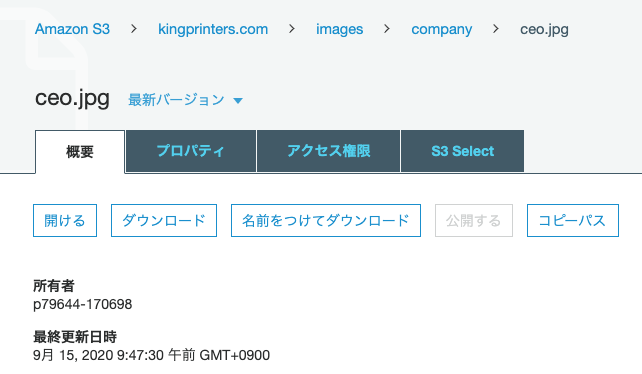 Amazon S3 > kingprinters.com > images > company > ceo.jpg
ceo.jpg 最新バージョン
概要 プロパティ アクセス権限 S3 Select
開ける ダウンロード 名前をつけてダウンロード 公開する コピーパス
所有者
p79644-170698
最終更新日時
9月 15, 2020 9:47:30 午前 GMT+0900